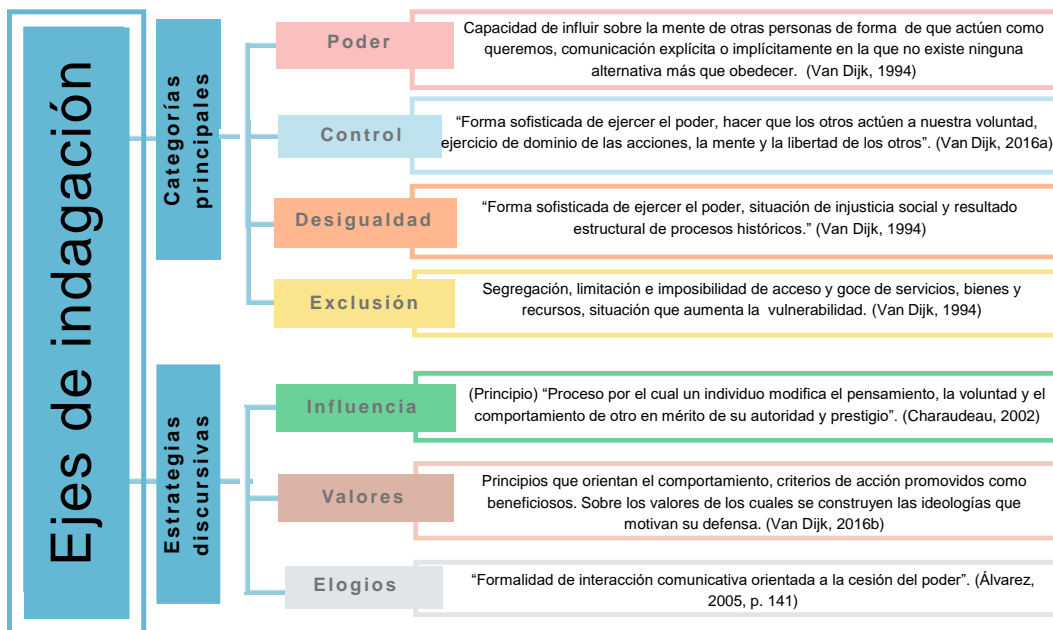 Ejes de indagación
Categorías
principales
Poder
Capacidad de influir sobre la mente de otras personas de forma de que actúen como
queremos, comunicación explícita o implícitamente en la que no existe ninguna
alternativa más que obedecer. (Van Dijk, 1994)
Control
“Forma sofisticada de ejercer el poder, hacer que los otros actúen a nuestra voluntad,
ejercicio de dominio de las acciones, la mente y la libertad de los otros”. (Van Dijk, 2016a)
Desigualdad
“Forma sofisticada de ejercer el poder, situación de injusticia social y resultado
estructural de procesos históricos.” (Van Dijk, 1994)
Exclusión
Segregación, limitación e imposibilidad de acceso y goce de servicios, bienes y
recursos, situación que aumenta la vulnerabilidad. (Van Dijk, 1994)
Estrategias
discursivas
Influencia
(Principio) “Proceso por el cual un individuo modifica el pensamiento, la voluntad y el
comportamiento de otro en mérito de su autoridad y prestigio”. (Charaudeau, 2002)
Valores
Principios que orientan el comportamiento, criterios de acción promovidos como
beneficiosos. Sobre los valores de los cuales se construyen las ideologías que
motivan su defensa. (Van Dijk, 2016b)
Elogios
“Formalidad de interacción comunicativa orientada a la cesión del poder”. (Álvarez,
2005, p. 141)